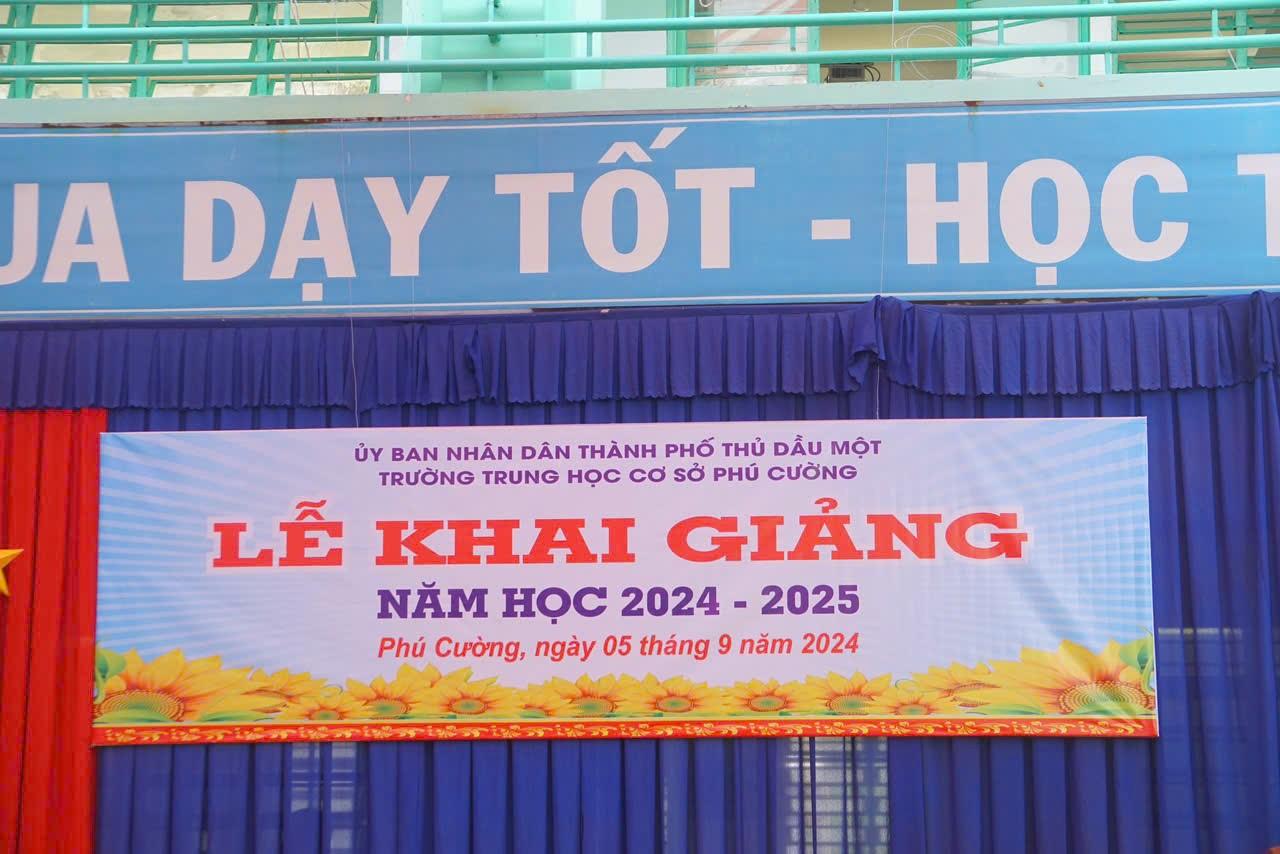 DẠY TỐT - HỌC
ỦY BAN NHÂN DÂN THÀNH PHỐ THỦ DẦU MỘT
TRƯỜNG TRUNG HỌC CƠ SỞ PHÚ CƯỜNG
LỄ KHAI GIẢNG
NĂM HỌC 2024 - 2025
Phú Cường, ngày 05 tháng 9 năm 2024